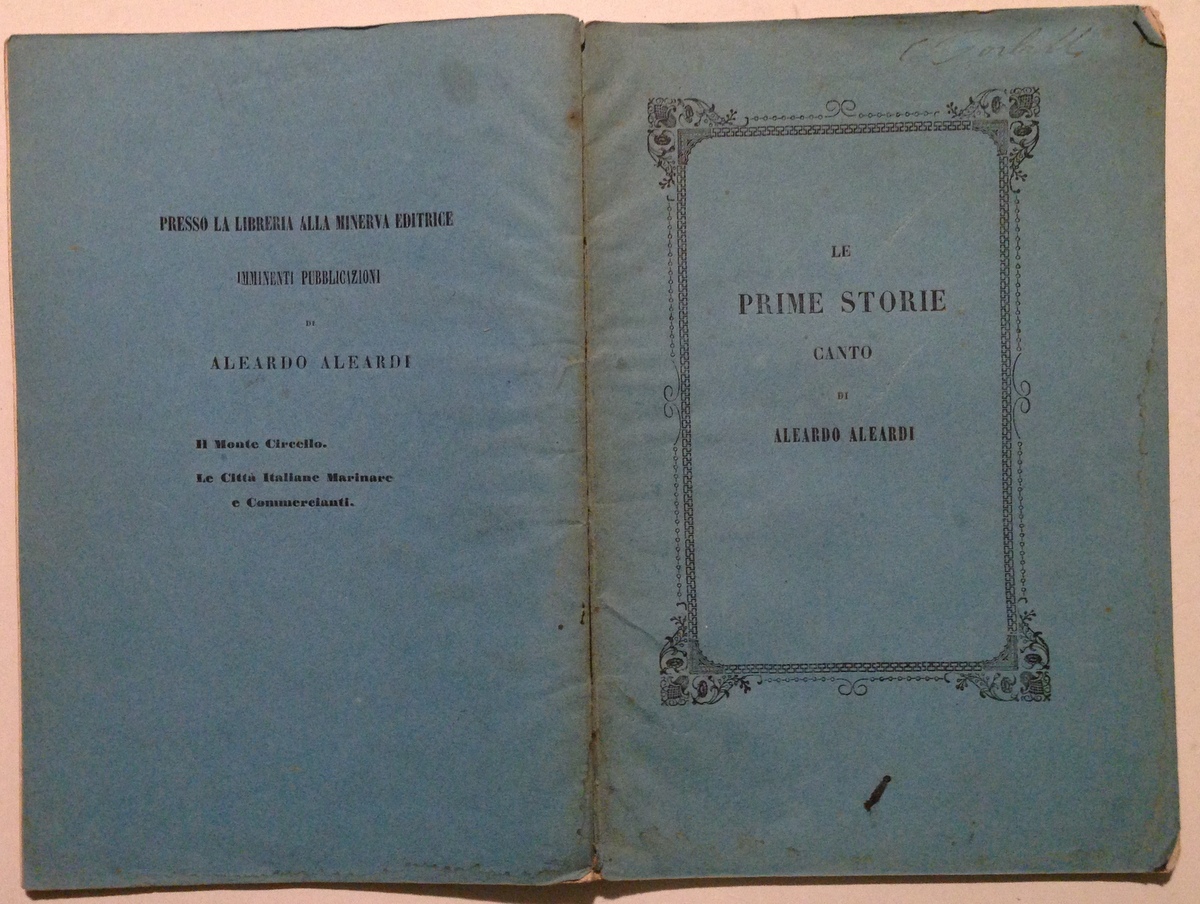 PRESSO LA LIBRERIA ALLA MINERVA EDITRICE
IMMINENTI PUBBLICAZIONI
DI
ALEARDO ALEARDI
Il Monte Circello.
Le Città Italiane Marinare
e Commercianti.
LE
PRIME STORIE
CANTO
DI
ALEARDO ALEARDI